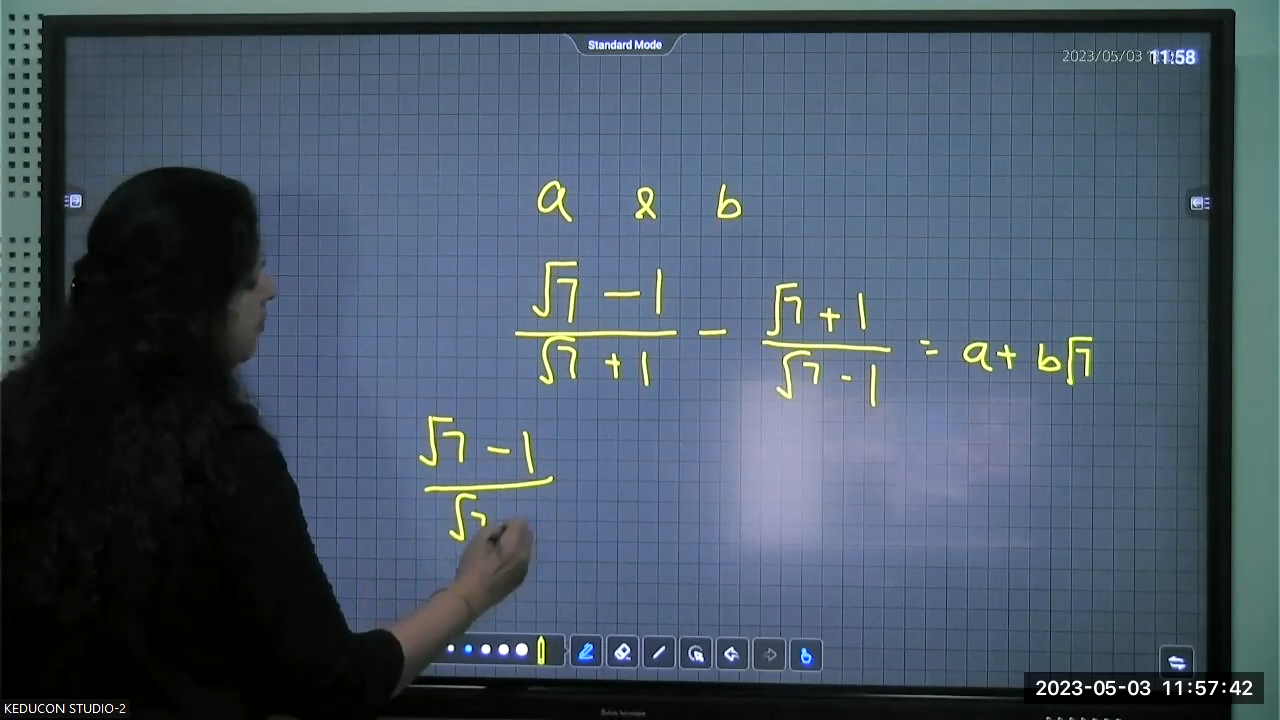 Standard Mode
2023/05/03 11:58
a & b
√7 - 1 / √7 + 1 - √7 + 1 / √7 - 1 = a + b√7
√7 - 1
√7
2023-05-03 11:57:42
KEDUCON STUDIO-2